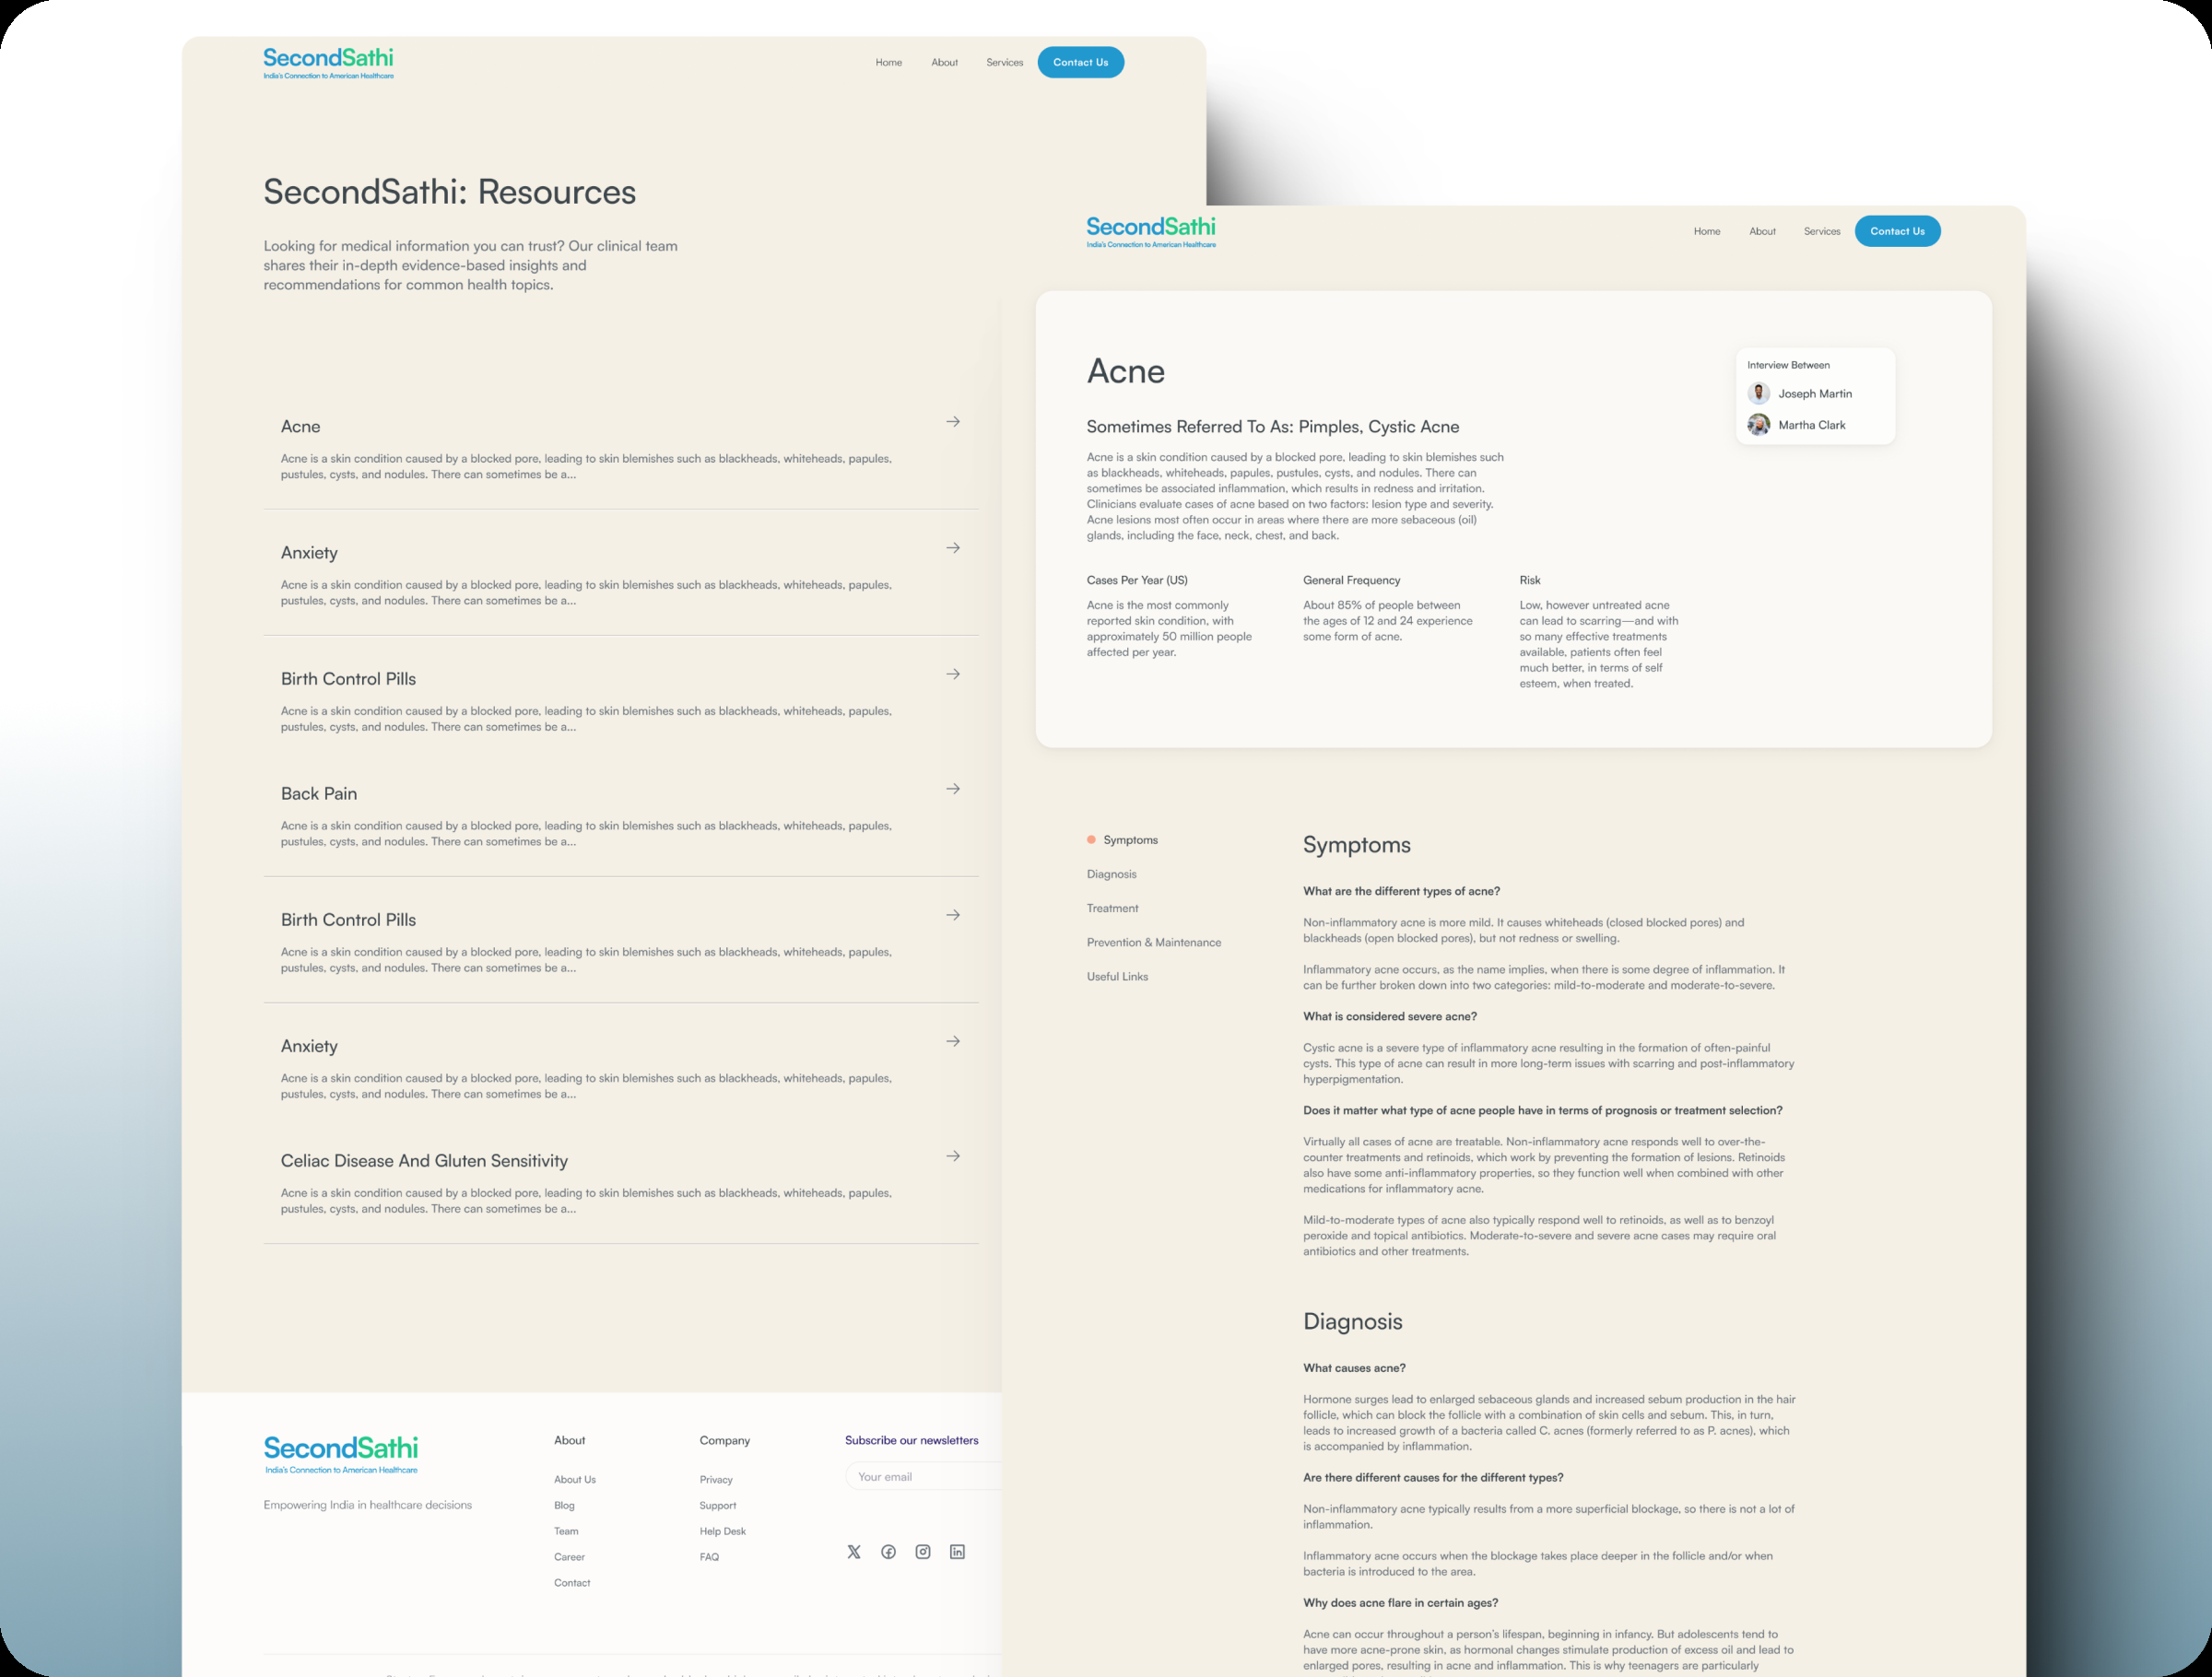 SecondSathi
India's Connection to American Healthcare
Home About Services Contact Us
SecondSathi: Resources
Looking for medical information you can trust? Our clinical team
shares their in-depth evidence-based insights and
recommendations for common health topics.
Acne
Acne is a skin condition caused by a blocked pore, leading to skin blemishes such as blackheads, whiteheads, papules,
pustules, cysts, and nodules. There can sometimes be a...
Anxiety
Acne is a skin condition caused by a blocked pore, leading to skin blemishes such as blackheads, whiteheads, papules,
pustules, cysts, and nodules. There can sometimes be a...
Birth Control Pills
Acne is a skin condition caused by a blocked pore, leading to skin blemishes such as blackheads, whiteheads, papules,
pustules, cysts, and nodules. There can sometimes be a...
Back Pain
Acne is a skin condition caused by a blocked pore, leading to skin blemishes such as blackheads, whiteheads, papules,
pustules, cysts, and nodules. There can sometimes be a...
Birth Control Pills
Acne is a skin condition caused by a blocked pore, leading to skin blemishes such as blackheads, whiteheads, papules,
pustules, cysts, and nodules. There can sometimes be a...
Anxiety
Acne is a skin condition caused by a blocked pore, leading to skin blemishes such as blackheads, whiteheads, papules,
pustules, cysts, and nodules. There can sometimes be a...
Celiac Disease And Gluten Sensitivity
Acne is a skin condition caused by a blocked pore, leading to skin blemishes such as blackheads, whiteheads, papules,
pustules, cysts, and nodules. There can sometimes be a...
SecondSathi
India's Connection to American Healthcare
Empowering India in healthcare decisions
About
About Us
Blog
Team
Career
Contact
Company
Privacy
Support
Help Desk
FAQ
Subscribe our newsletters
Your email
SecondSathi
India's Connection to American Healthcare
Home About Services Contact Us
Acne
Sometimes Referred To As: Pimples, Cystic Acne
Acne is a skin condition caused by a blocked pore, leading to skin blemishes such
as blackheads, whiteheads, papules, pustules, cysts, and nodules. There can
sometimes be associated inflammation, which results in redness and irritation.
Clinicians evaluate cases of acne based on two factors: lesion type and severity.
Acne lesions most often occur in areas where there are more sebaceous (oil)
glands, including the face, neck, chest, and back.
Interview Between
Joseph Martin
Martha Clark
Cases Per Year (US)
Acne is the most commonly
reported skin condition, with
approximately 50 million people
affected per year.
General Frequency
About 85% of people between
the ages of 12 and 24 experience
some form of acne.
Risk
Low, however untreated acne
can lead to scarring—and with
so many effective treatments
available, patients often feel
much better, in terms of self
esteem, when treated.
Symptoms
Diagnosis
Treatment
Prevention & Maintenance
Useful Links
Symptoms
What are the different types of acne?
Non-inflammatory acne is more mild. It causes whiteheads (closed blocked pores) and
blackheads (open blocked pores), but not redness or swelling.
Inflammatory acne occurs, as the name implies, when there is some degree of inflammation. It
can be further broken down into two categories: mild-to-moderate and moderate-to-severe.
What is considered severe acne?
Cystic acne is a severe type of inflammatory acne resulting in the formation of often-painful
cysts. This type of acne can result in more long-term issues with scarring and post-inflammatory
hyperpigmentation.
Does it matter what type of acne people have in terms of prognosis or treatment selection?
Virtually all cases of acne are treatable. Non-inflammatory acne responds well to over-the-
counter treatments and retinoids, which work by preventing the formation of lesions. Retinoids
also have some anti-inflammatory properties, so they function well when combined with other
medications for inflammatory acne.
Mild-to-moderate types of acne also typically respond well to retinoids, as well as to benzoyl
peroxide and topical antibiotics. Moderate-to-severe and severe acne cases may require oral
antibiotics and other treatments.
Diagnosis
What causes acne?
Hormone surges lead to enlarged sebaceous glands and increased sebum production in the hair
follicle, which can block the follicle with a combination of skin cells and sebum. This, in turn,
leads to increased growth of a bacteria called C. acnes (formerly referred to as P. acnes), which
is accompanied by inflammation.
Are there different causes for the different types?
Non-inflammatory acne typically results from a more superficial blockage, so there is not a lot of
inflammation.
Inflammatory acne occurs when the blockage takes place deeper in the follicle and/or when
bacteria is introduced to the area.
Why does acne flare in certain ages?
Acne can occur throughout a person's lifespan, beginning in infancy. But adolescents tend to
have more acne-prone skin, as hormonal changes stimulate production of excess oil and lead to
enlarged pores, resulting in acne and inflammation. This is why teenagers are particularly